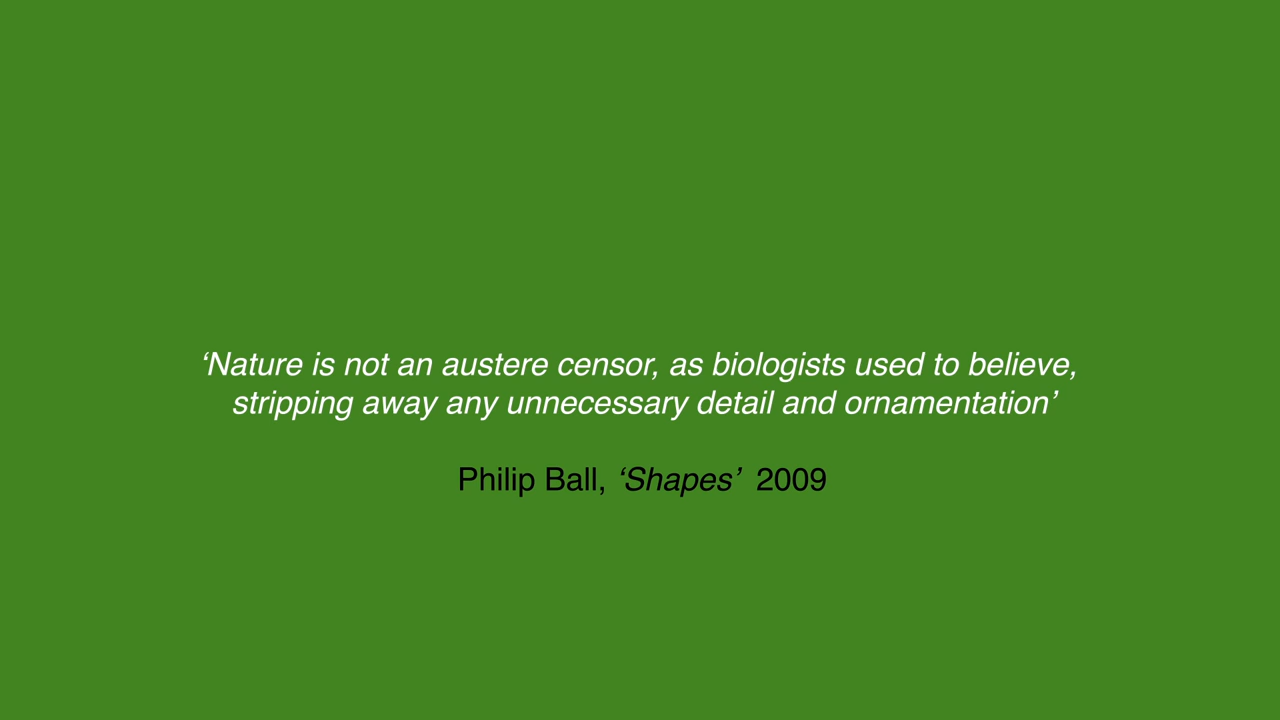 ‘Nature is not an austere censor, as biologists used to believe,
stripping away any unnecessary detail and ornamentation’
Philip Ball, ‘Shapes’ 2009